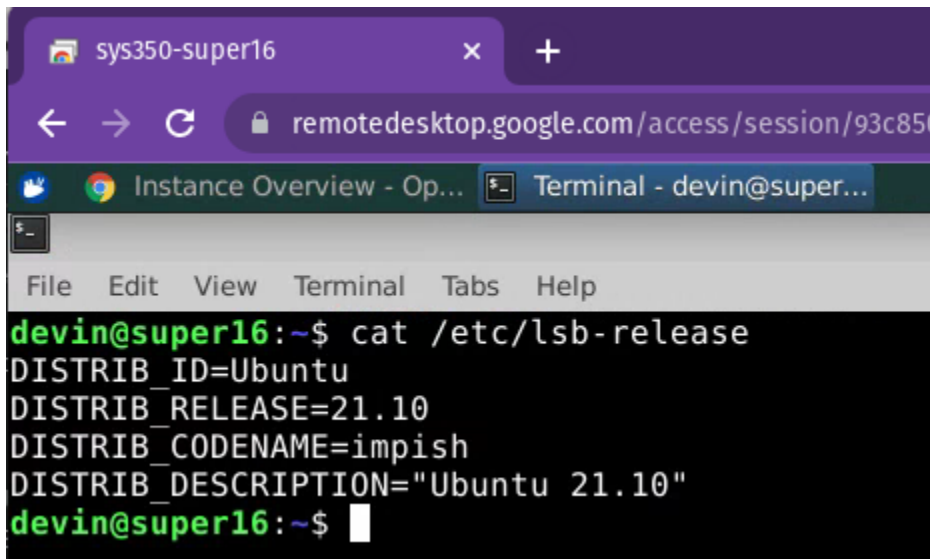 sys350-super16
remotedesktop.google.com/access/session/93c850
Instance Overview - Op... Terminal - devin@super...
File Edit View Terminal Tabs Help
devin@super16:~$ cat /etc/lsb-release
DISTRIB_ID=Ubuntu
DISTRIB_RELEASE=21.10
DISTRIB_CODENAME=impish
DISTRIB_DESCRIPTION="Ubuntu 21.10"
devin@super16:~$